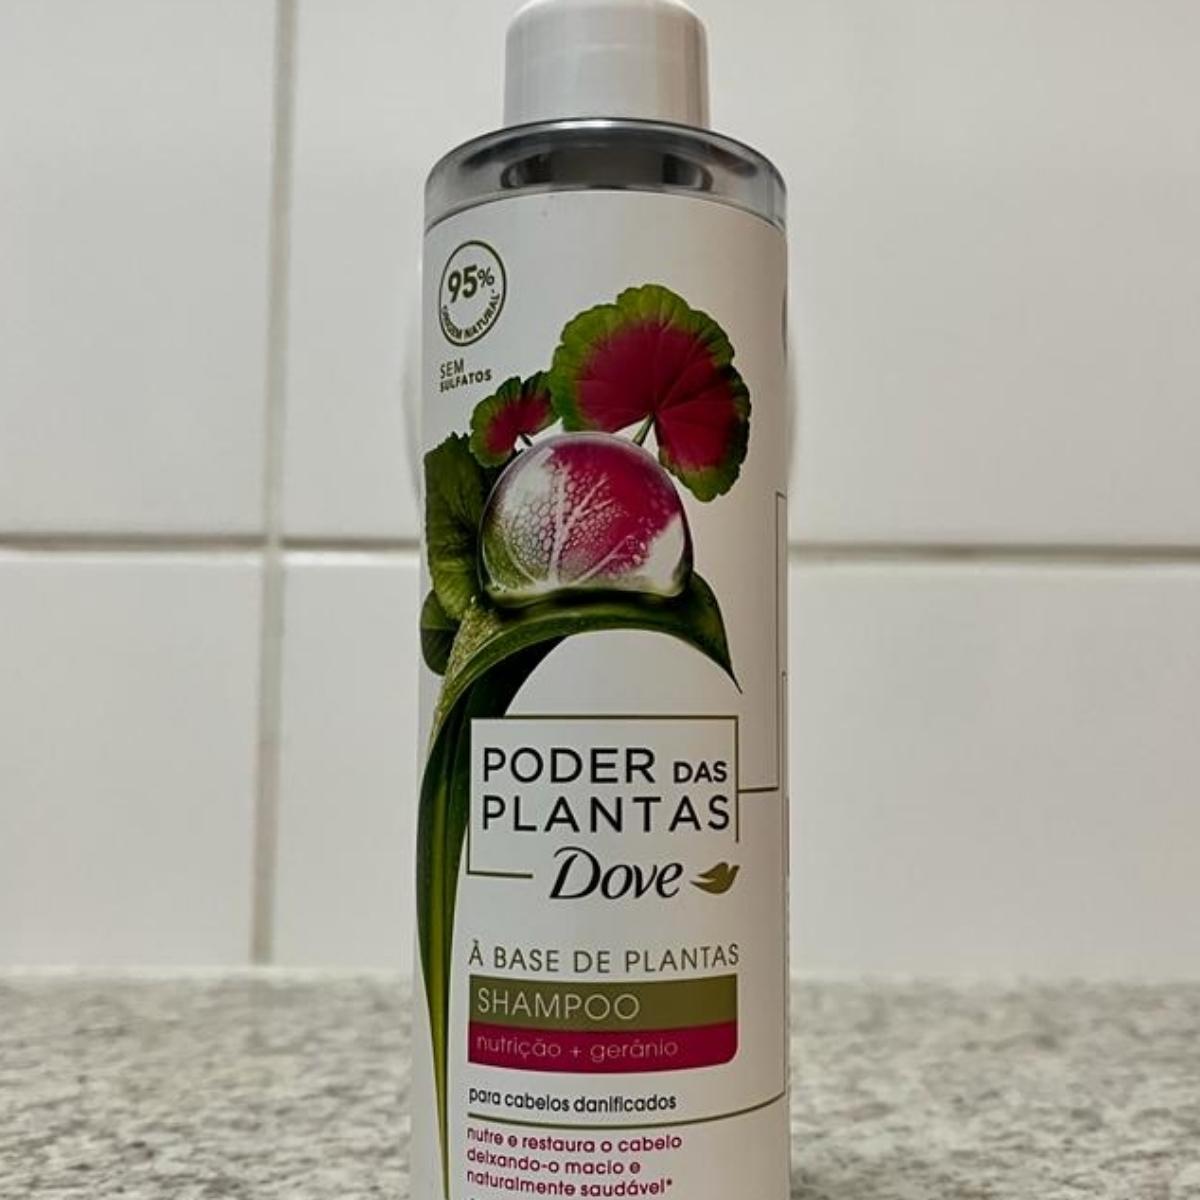 95%
ORIGEM NATURAL*
SEM
SULFATOS
PODER DAS
PLANTAS
Dove
À BASE DE PLANTAS
SHAMPOO
nutrição + gerânio
para cabelos danificados
nutre e restaura o cabelo
deixando-o macio e
naturalmente saudável*